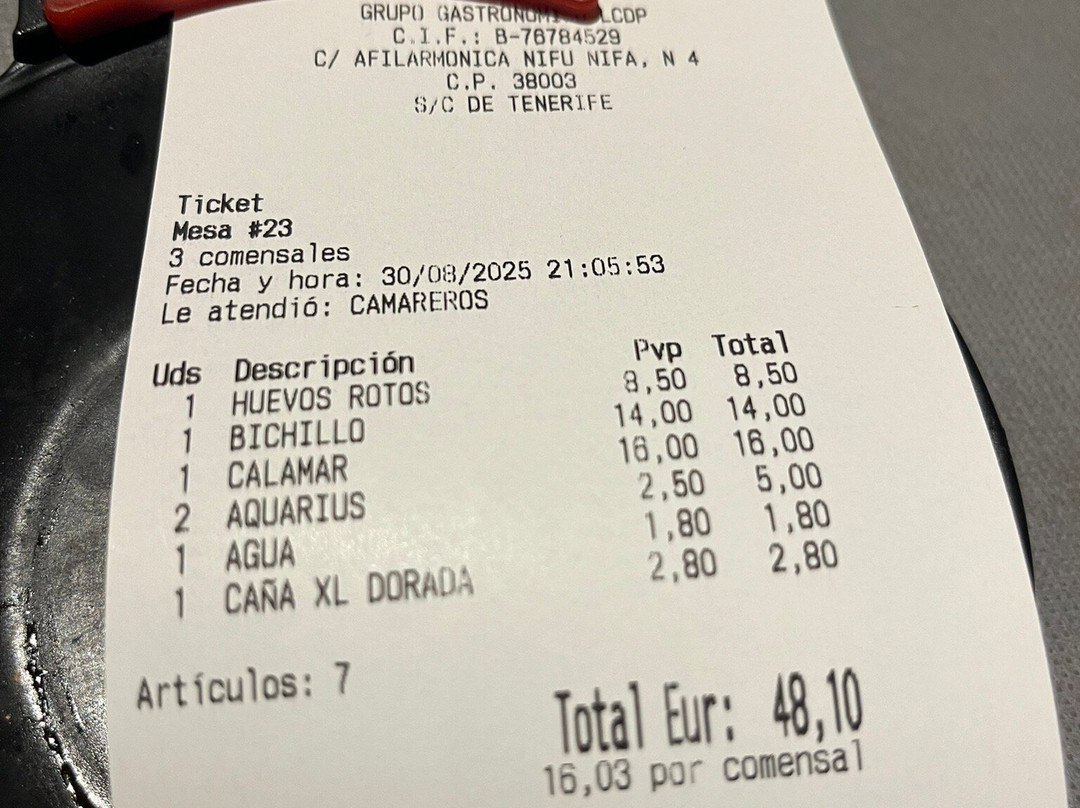 GRUPO GASTRONOMI LCDP
C.I.F.: B-76784529
C/ AFILARMONICA NIFU NIFA, N 4
C.P. 38003
S/C DE TENERIFE
Ticket
Mesa #23
3 comensales
Fecha y hora: 30/08/2025 21:05:53
Le atendió: CAMAREROS
Uds Descripción Pvp Total
1 HUEVOS ROTOS 8,50 8,50
1 BICHILLO 14,00 14,00
1 CALAMAR 16,00 16,00
2 AQUARIUS 2,50 5,00
1 AGUA 1,80 1,80
1 CAÑA XL DORADA 2,80 2,80
Artículos: 7
Total Eur: 48,10
16,03 por comensal